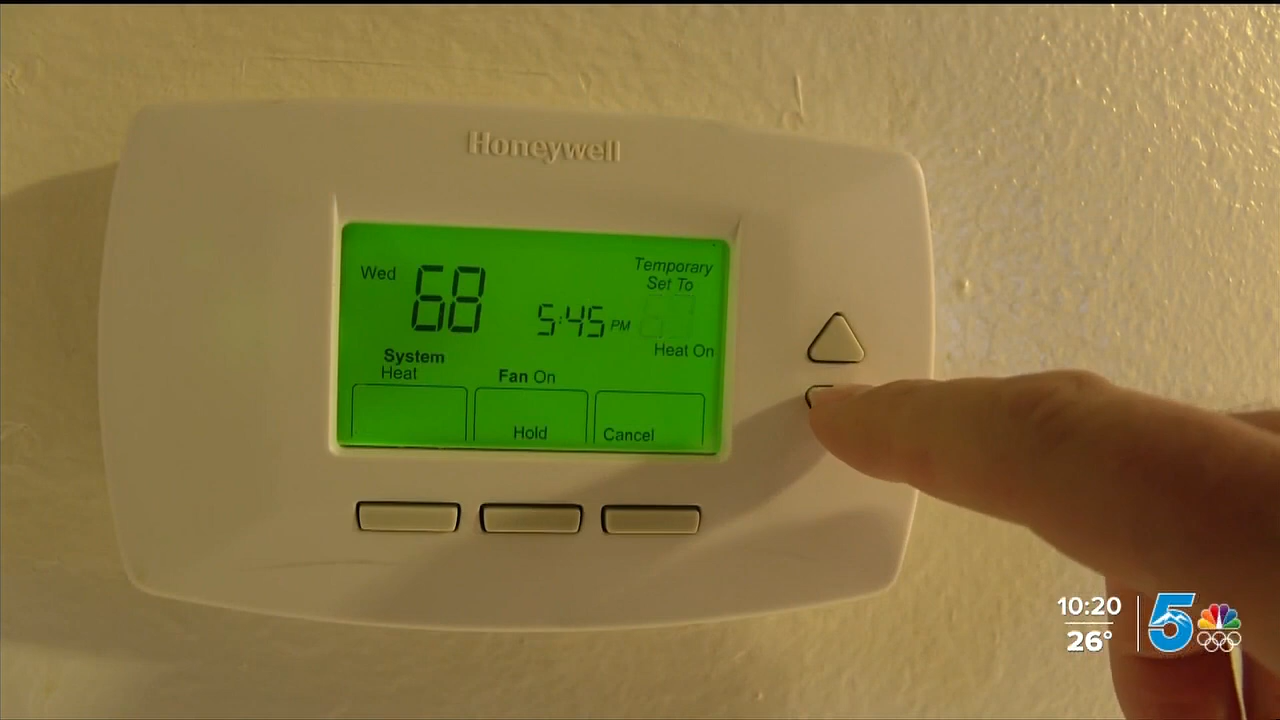 Honeywell
Wed
68
5:45 PM
Temporary
Set To
Heat On
System
Heat
Fan On
Hold
Cancel
10:20
26°
5